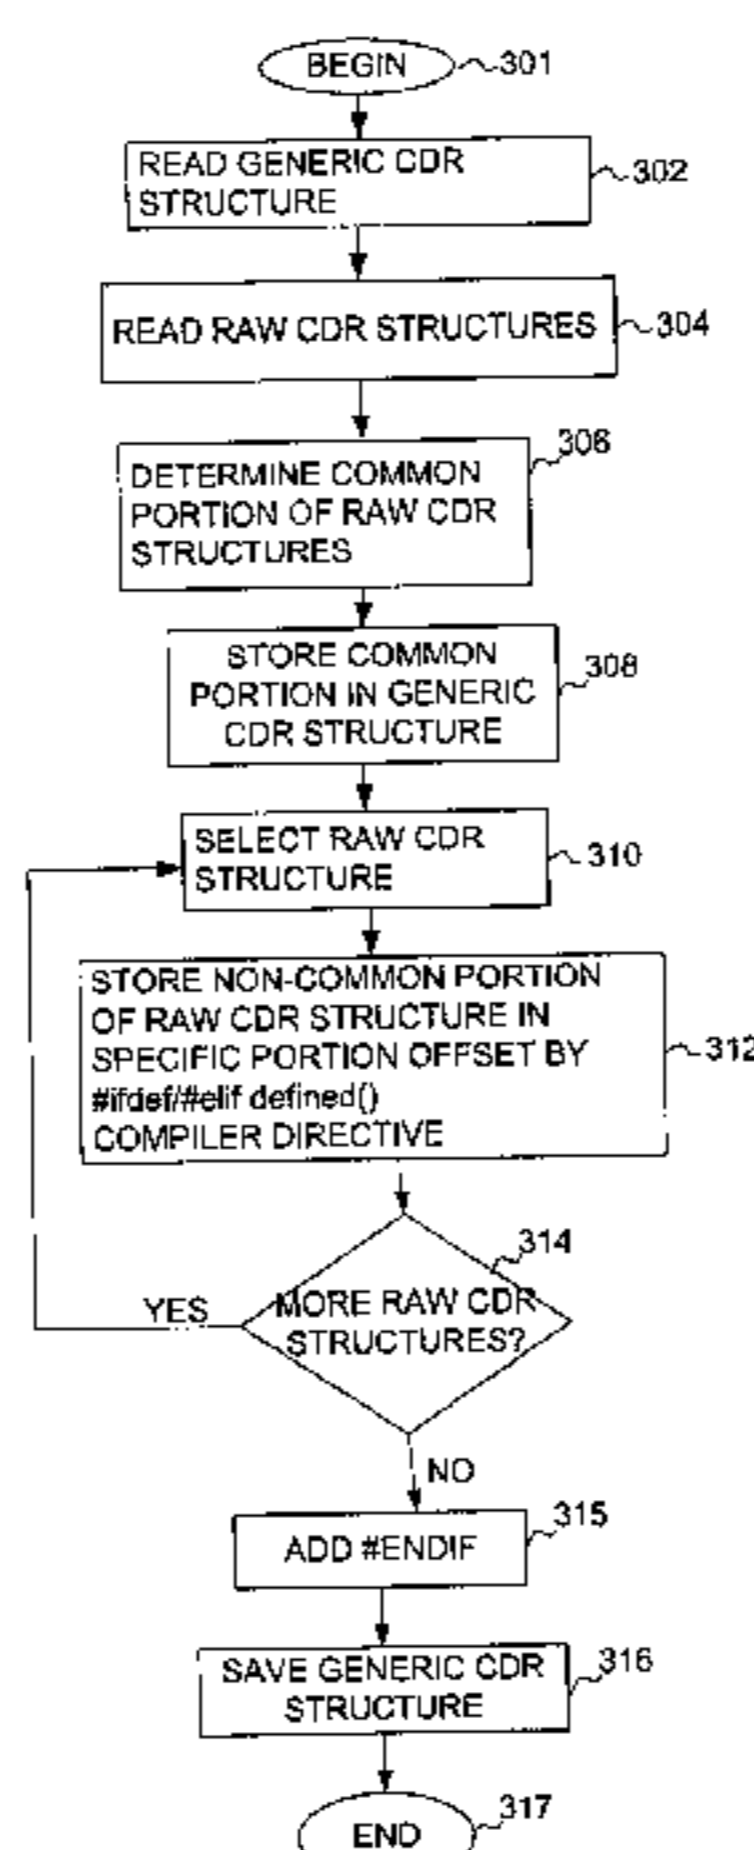 BEGIN
301
READ GENERIC CDR
STRUCTURE
302
READ RAW CDR STRUCTURES
304
306
DETERMINE COMMON
PORTION OF RAW CDR
STRUCTURES
STORE COMMON
PORTION IN GENERIC
CDR STRUCTURE
308
SELECT RAW CDR
STRUCTURE
310
STORE NON-COMMON PORTION
OF RAW CDR STRUCTURE IN
SPECIFIC PORTION OFFSET BY
#ifdef/#elif defined()
COMPILER DIRECTIVE
312
314
MORE RAW CDR
STRUCTURES?
YES
NO
315
ADD #ENDIF
SAVE GENERIC CDR
STRUCTURE
316
END
317